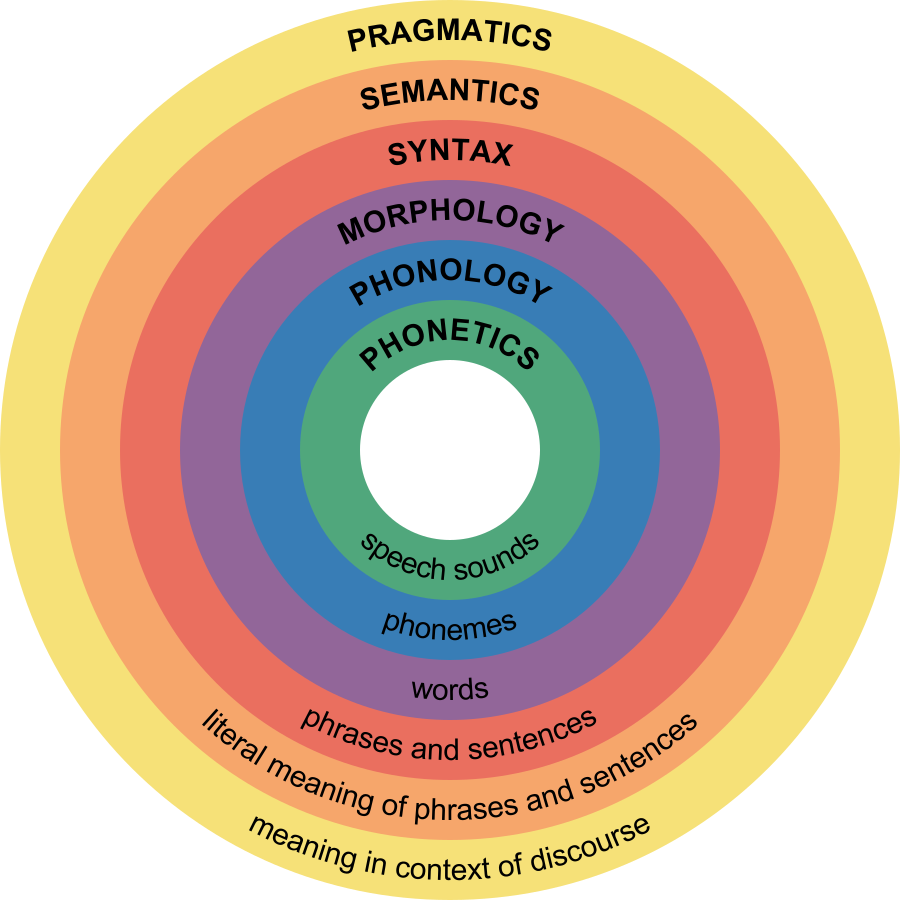 PRAGMATICS
SEMANTICS
SYNTAX
MORPHOLOGY
PHONOLOGY
PHONETICS
speech sounds
phonemes
words
phrases and sentences
literal meaning of phrases and sentences
meaning in context of discourse